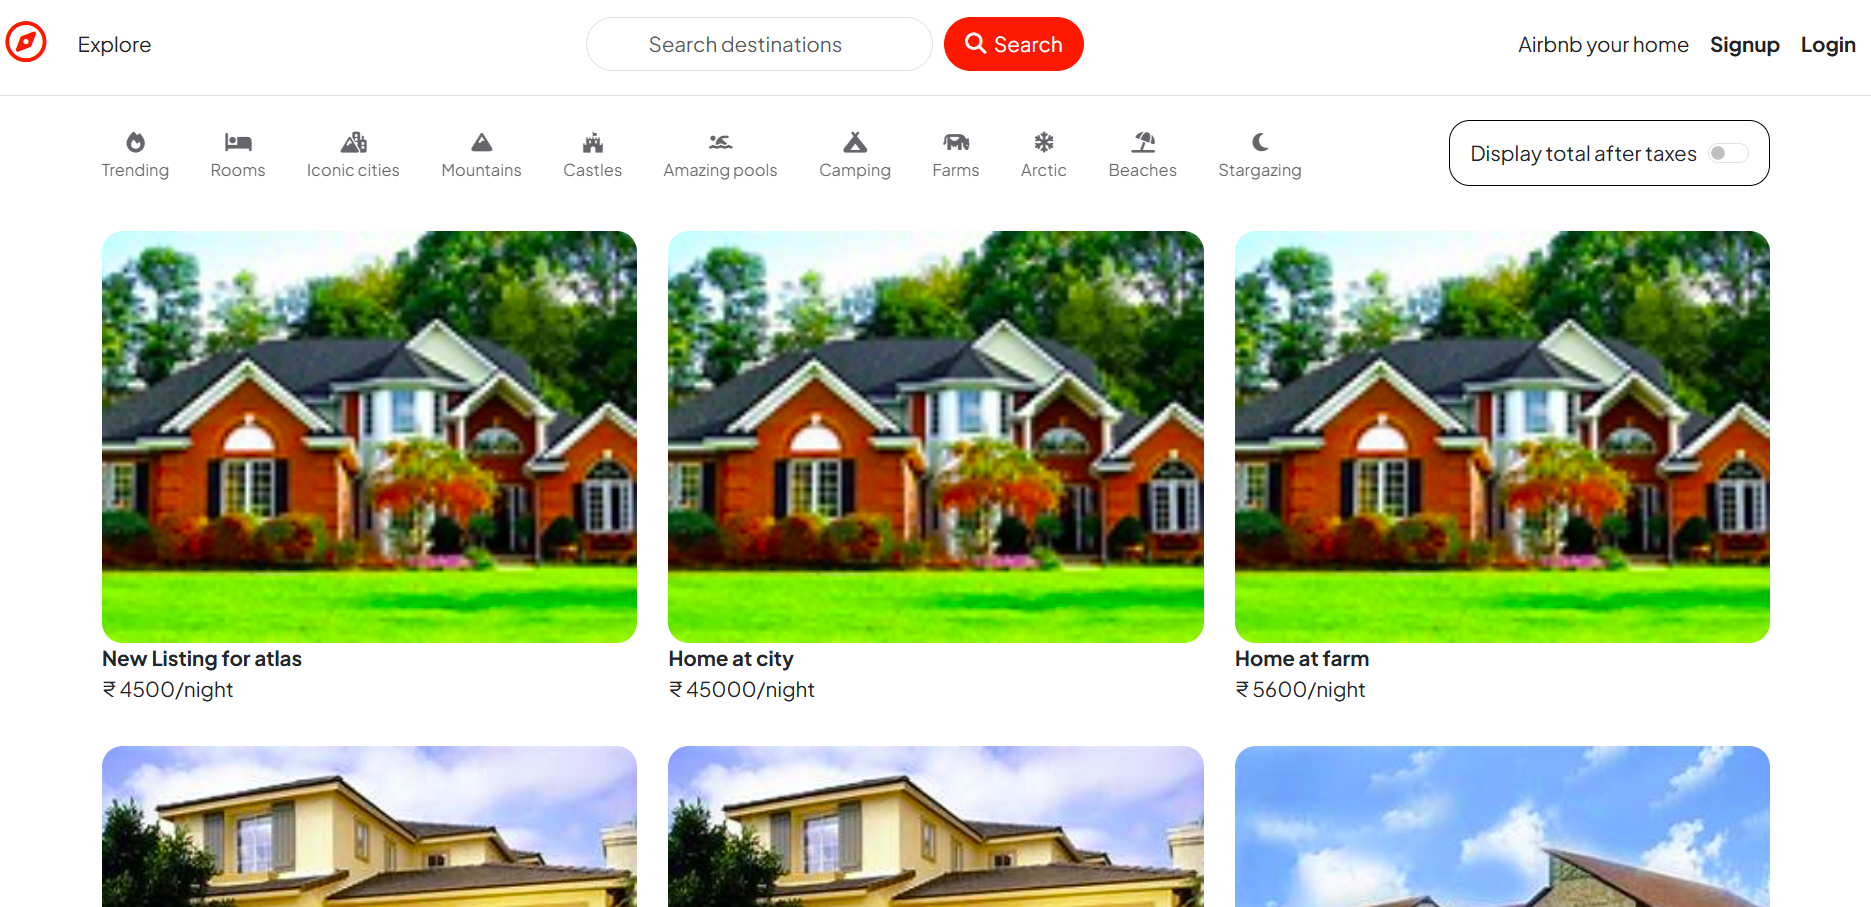 Explore
Search destinations
Search
Airbnb your home
Signup
Login
Trending
Rooms
Iconic cities
Mountains
Castles
Amazing pools
Camping
Farms
Arctic
Beaches
Stargazing
Display total after taxes
New Listing for atlas
₹ 4500/night
Home at city
₹ 45000/night
Home at farm
₹ 5600/night